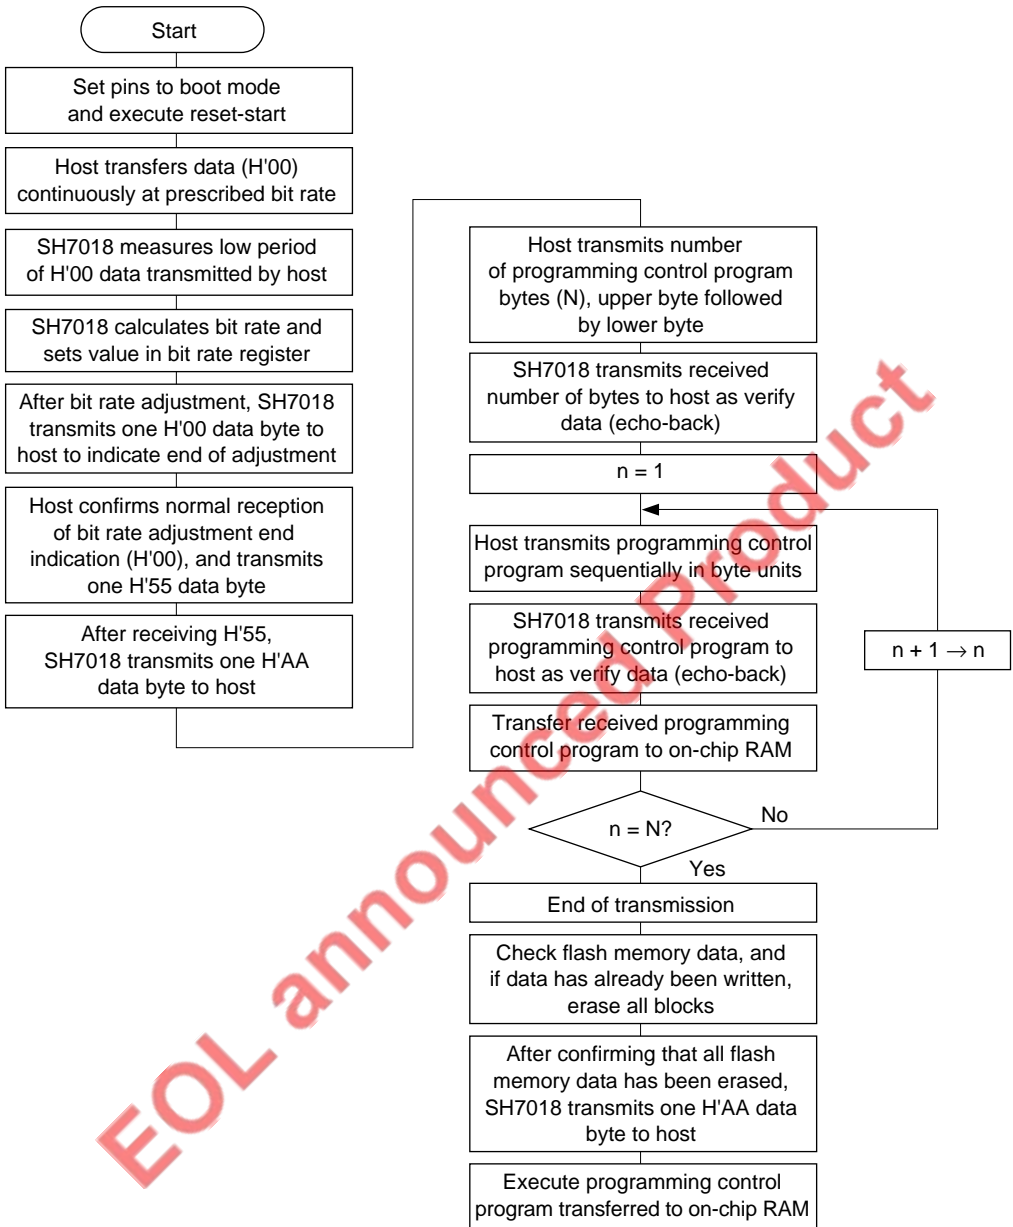 Start
Set pins to boot mode
and execute reset-start
Host transfers data (H'00)
continuously at prescribed bit rate
SH7018 measures low period
of H'00 data transmitted by host
SH7018 calculates bit rate and
sets value in bit rate register
After bit rate adjustment, SH7018
transmits one H'00 data byte to
host to indicate end of adjustment
Host confirms normal reception
of bit rate adjustment end
indication (H'00), and transmits
one H'55 data byte
After receiving H'55,
SH7018 transmits one H'AA
data byte to host
Host transmits number
of programming control program
bytes (N), upper byte followed
by lower byte
SH7018 transmits received
number of bytes to host as verify
data (echo-back)
n = 1
Host transmits programming control
program sequentially in byte units
SH7018 transmits received
programming control program to
host as verify data (echo-back)
n + 1 → n
Transfer received programming
control program to on-chip RAM
n = N?
No
Yes
End of transmission
Check flash memory data, and
if data has already been written,
erase all blocks
After confirming that all flash
memory data has been erased,
SH7018 transmits one H'AA data
byte to host
Execute programming control
program transferred to on-chip RAM
EOL announced Product